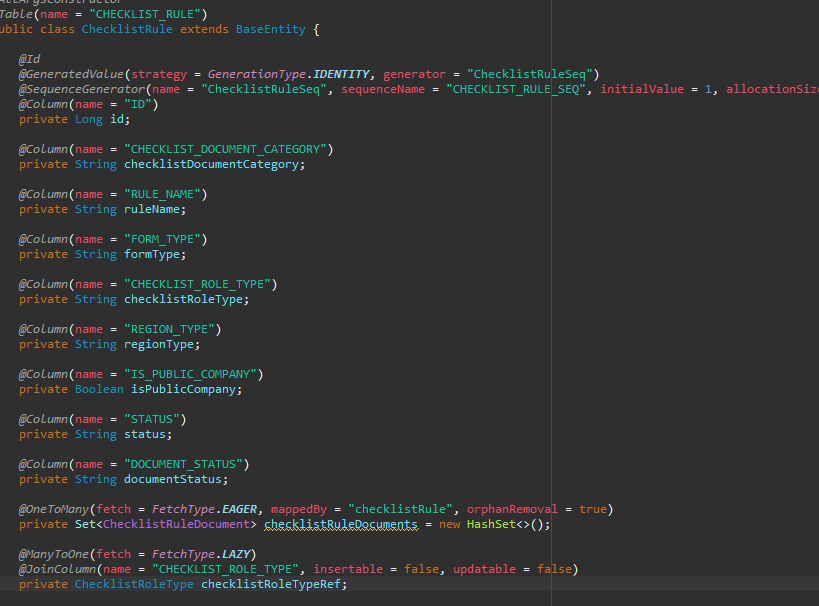 Table(name = "CHECKLIST_RULE")
ublic class ChecklistRule extends BaseEntity {
@Id
@GeneratedValue(strategy = GenerationType.IDENTITY, generator = "ChecklistRuleSeq")
@SequenceGenerator(name = "ChecklistRuleSeq", sequenceName = "CHECKLIST_RULE_SEQ", initialValue = 1, allocationSize
@Column(name = "ID")
private Long id;
@Column(name = "CHECKLIST_DOCUMENT_CATEGORY")
private String checklistDocumentCategory;
@Column(name = "RULE_NAME")
private String ruleName;
@Column(name = "FORM_TYPE")
private String formType;
@Column(name = "CHECKLIST_ROLE_TYPE")
private String checklistRoleType;
@Column(name = "REGION_TYPE")
private String regionType;
@Column(name = "IS_PUBLIC_COMPANY")
private Boolean isPublicCompany;
@Column(name = "STATUS")
private String status;
@Column(name = "DOCUMENT_STATUS")
private String documentStatus;
@OneToMany(fetch = FetchType.EAGER, mappedBy = "checklistRule", orphanRemoval = true)
private Set<ChecklistRuleDocument> checklistRuleDocuments = new HashSet<>();
@ManyToOne(fetch = FetchType.LAZY)
@JoinColumn(name = "CHECKLIST_ROLE_TYPE", insertable = false, updatable = false)
private ChecklistRoleType checklistRoleTypeRef;